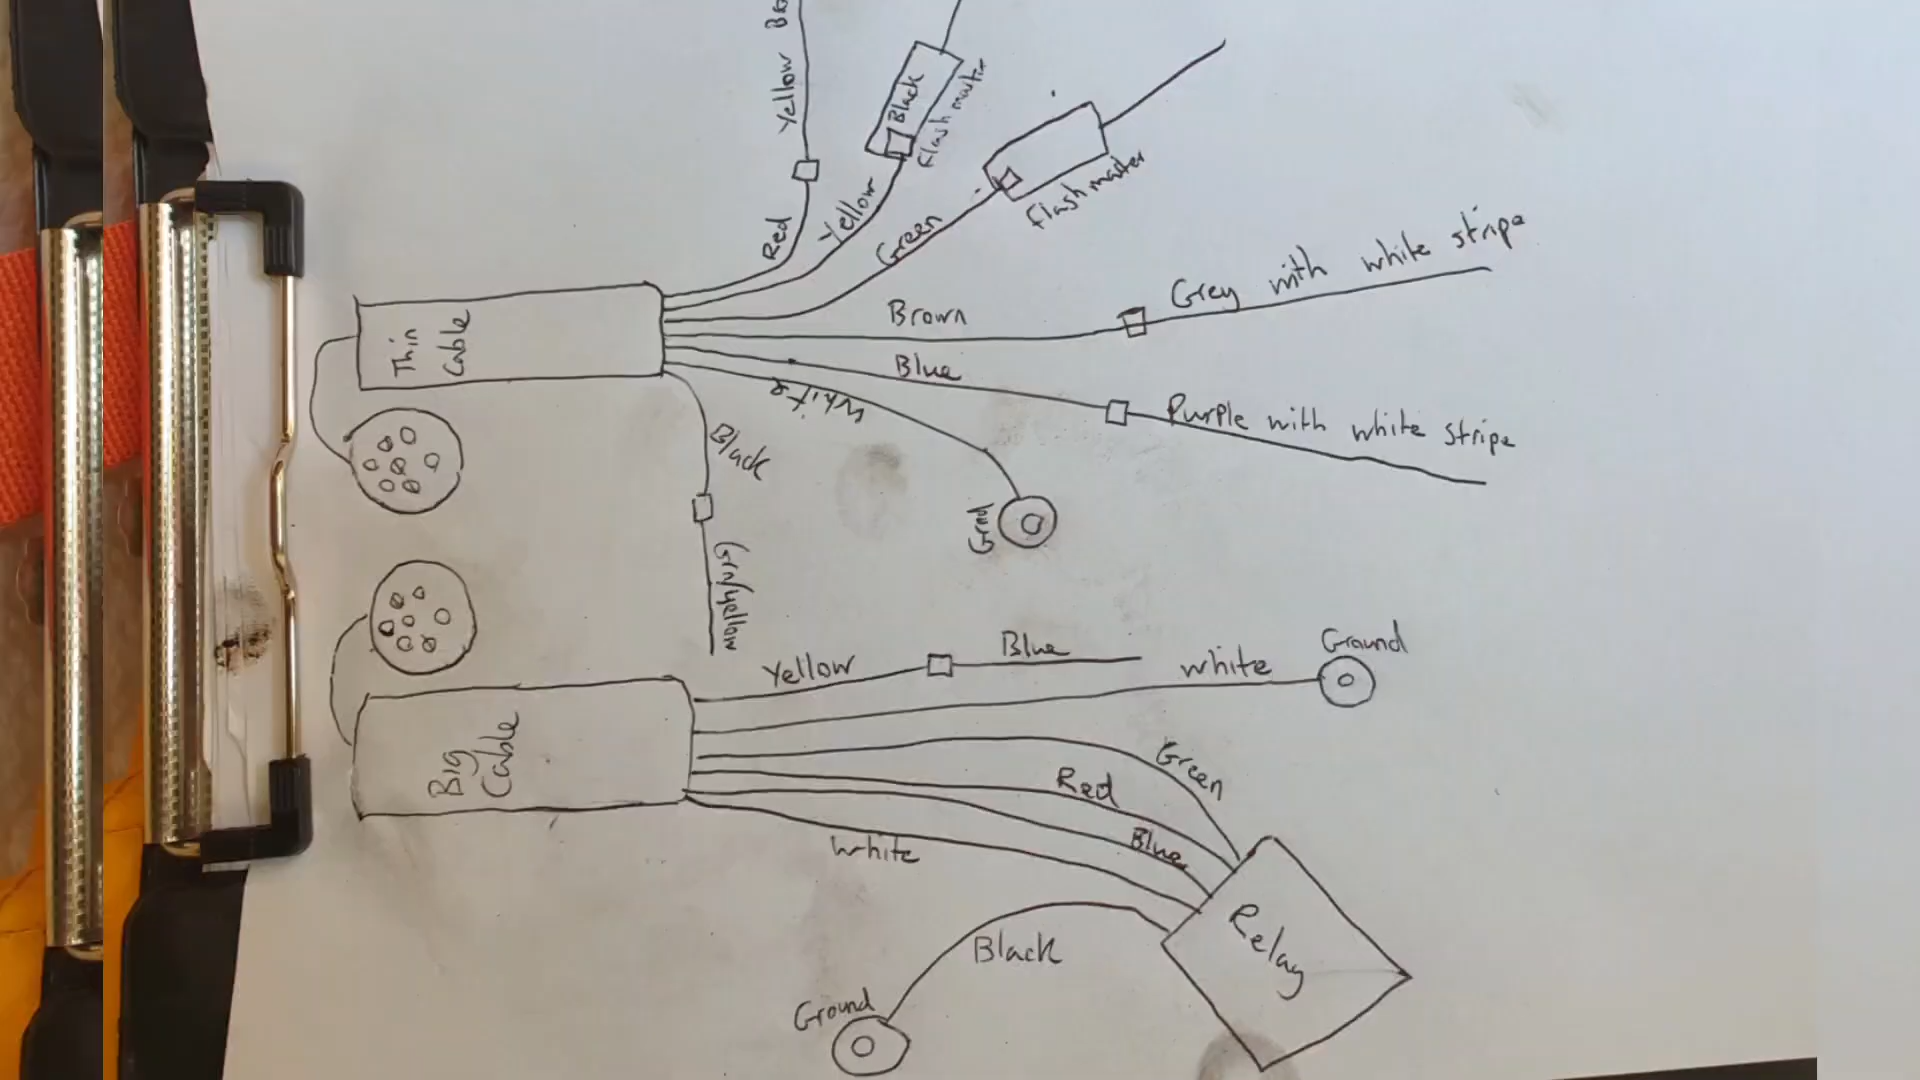 Yellow
Black
flash master
flash master
Red
Yellow
Green
Grey with white stripe
Brown
Thin
Cable
Blue
White
Purple with white stripe
Black
Grnd
Grn/yellow
Yellow
Blue
white
Ground
Big
Cable
Green
Red
Blue
White
Relay
Black
Ground